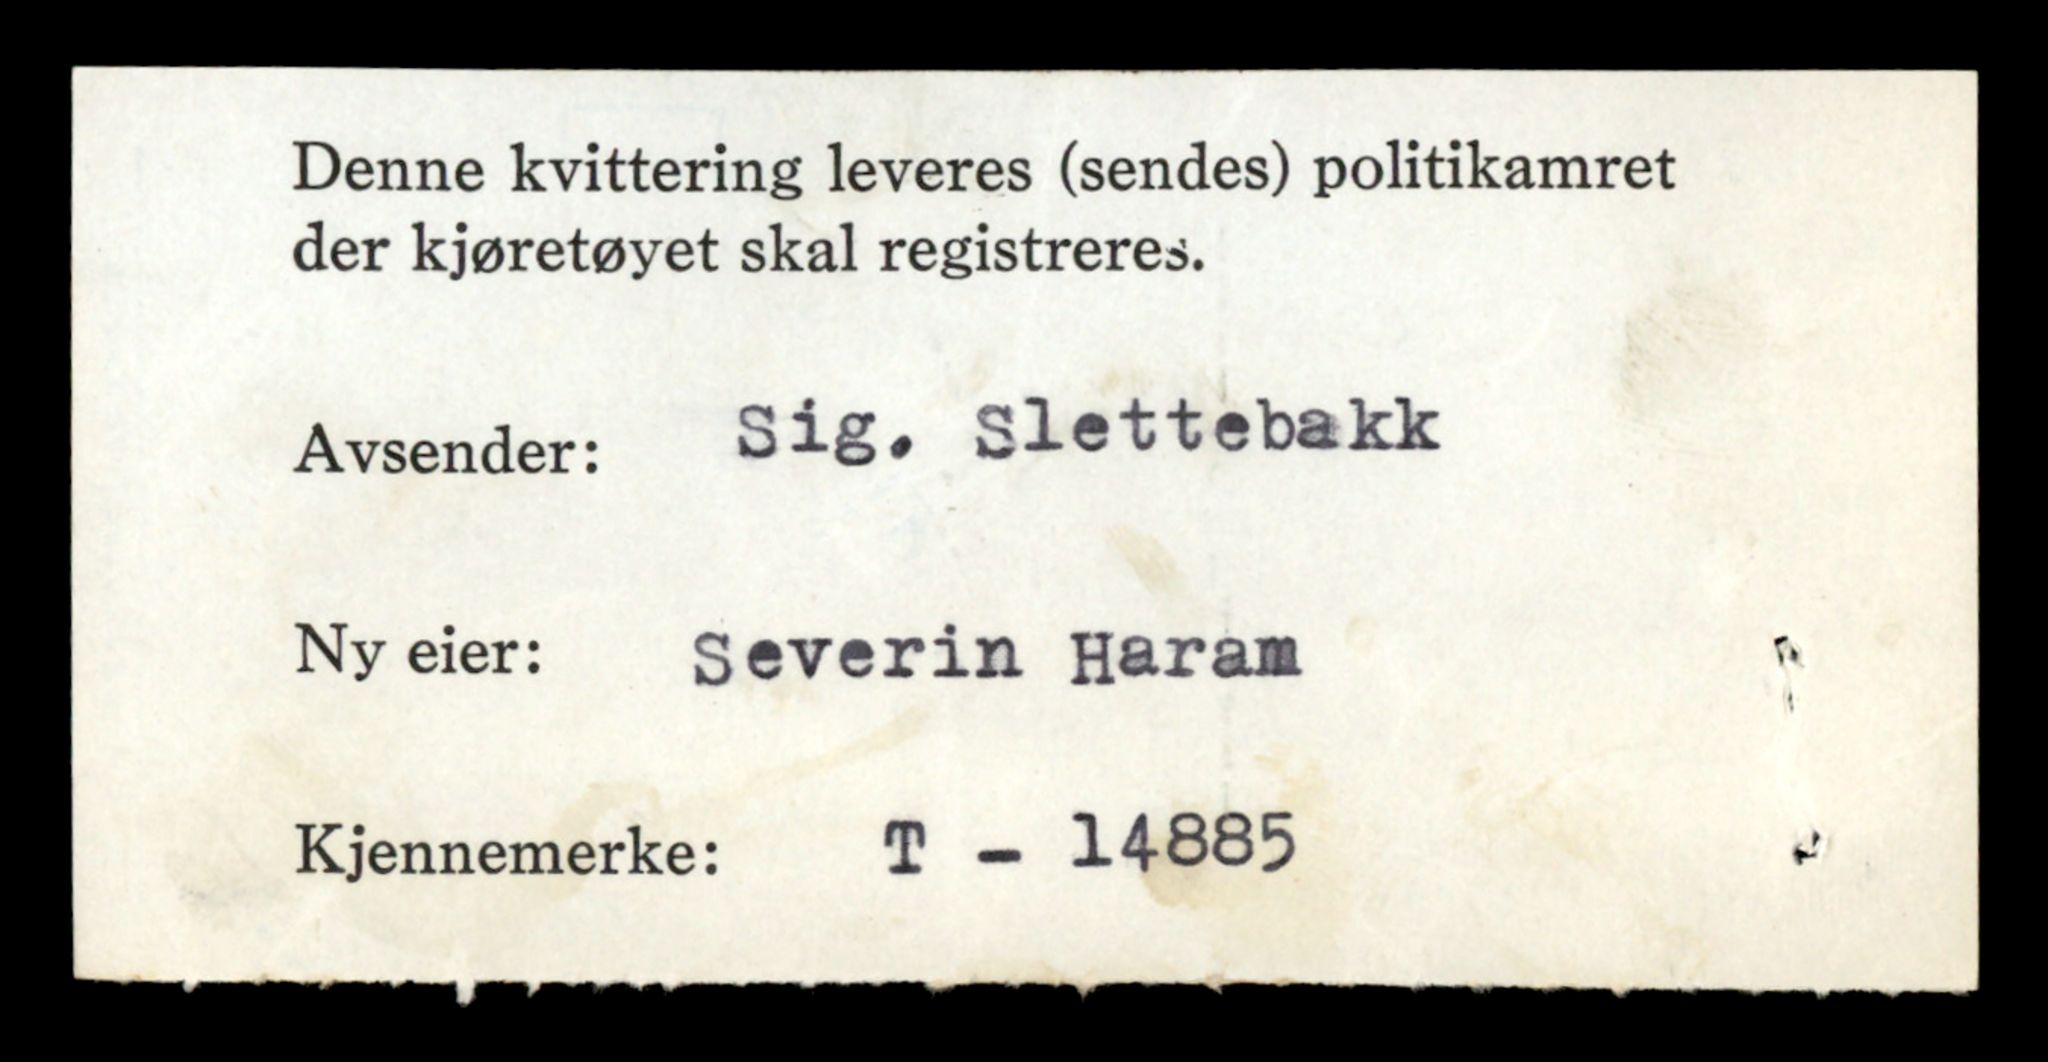 Denne kvittering leveres (sendes) politikamret
der kjøretøyet skal registreres.
Avsender: Sig. Slettebakk
Ny eier: Severin Haram
Kjennemerke: T - 14885